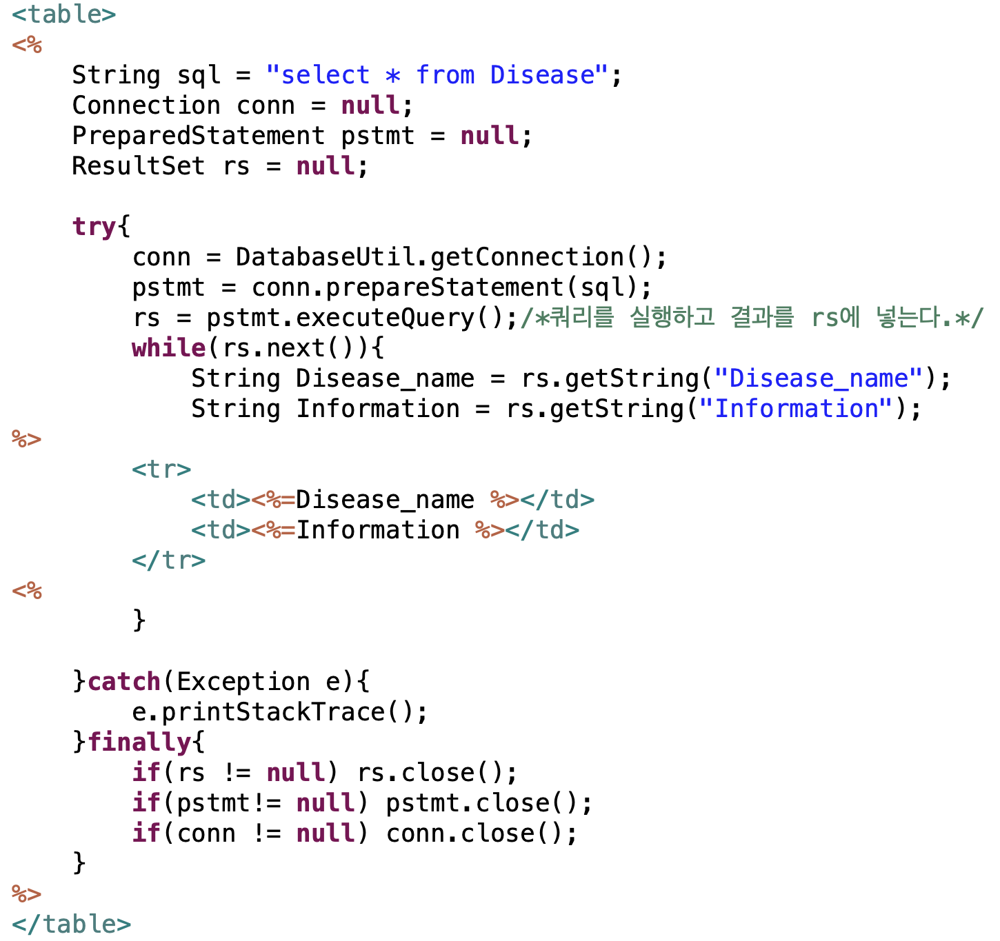 <table>
<%
    String sql = "select * from Disease";
    Connection conn = null;
    PreparedStatement pstmt = null;
    ResultSet rs = null;

    try{
        conn = DatabaseUtil.getConnection();
        pstmt = conn.prepareStatement(sql);
        rs = pstmt.executeQuery();/*쿼리를 실행하고 결과를 rs에 넣는다.*/
        while(rs.next()){
            String Disease_name = rs.getString("Disease_name");
            String Information = rs.getString("Information");
%>
        <tr>
            <td><%=Disease_name %></td>
            <td><%=Information %></td>
        </tr>
<%
        }

    }catch(Exception e){
        e.printStackTrace();
    }finally{
        if(rs != null) rs.close();
        if(pstmt!= null) pstmt.close();
        if(conn != null) conn.close();
    }
%>
</table>